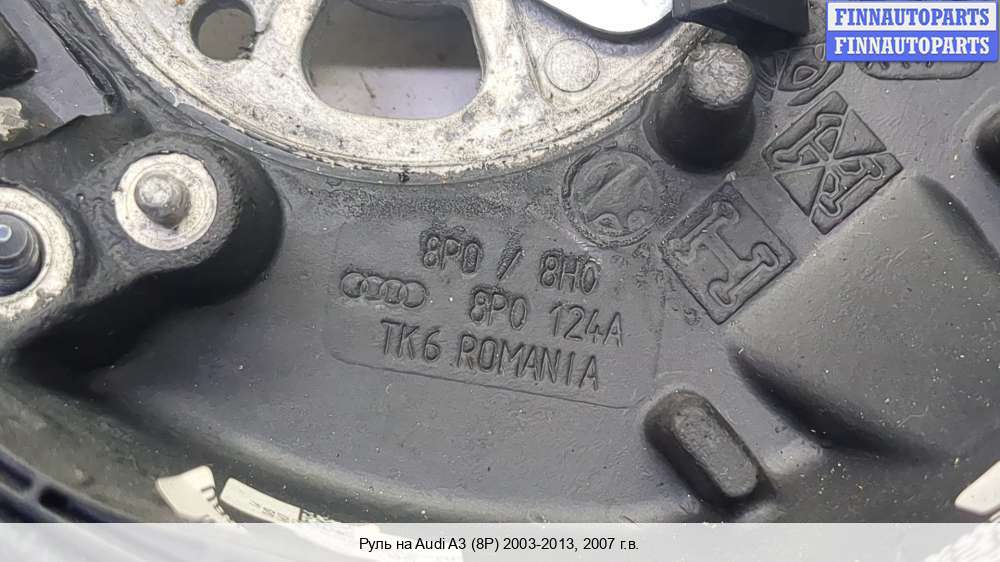 FINNAUTOPARTS
FINNAUTOPARTS
8P0 / 8H0
8P0 124A
TK6 ROMANIA
Руль на Audi A3 (8P) 2003-2013, 2007 г.в.